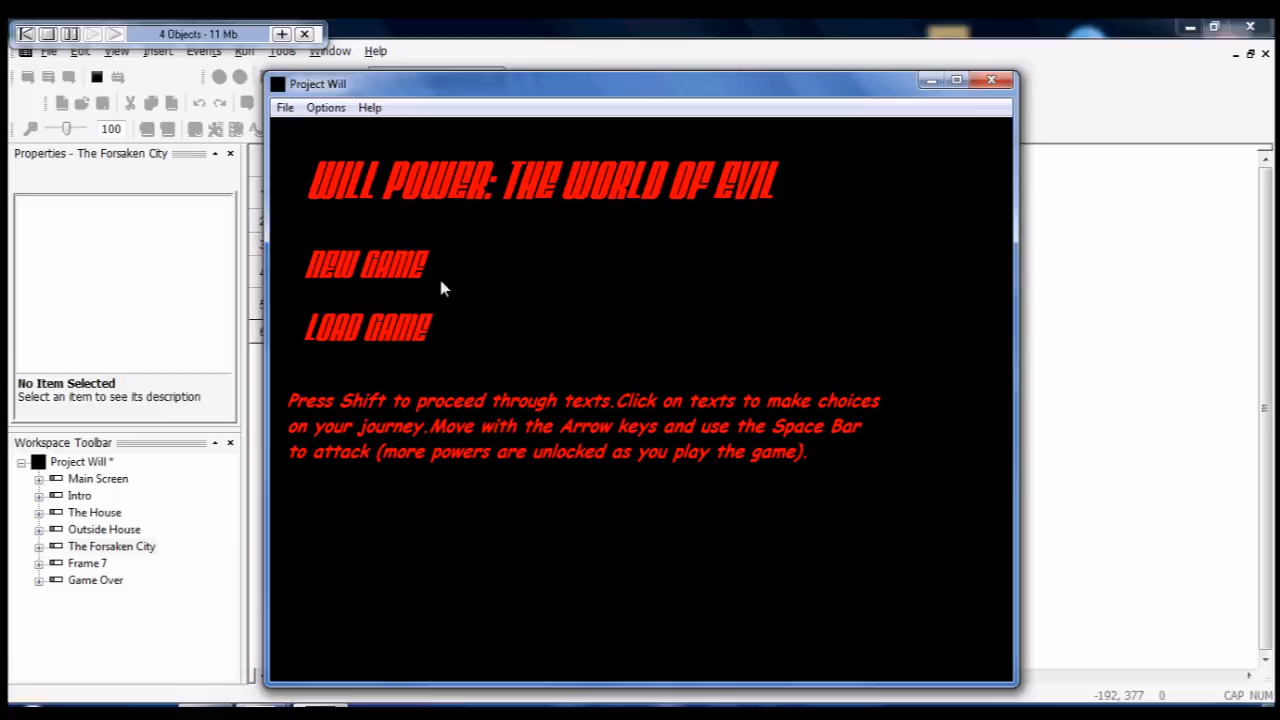 4 Objects - 11 Mb
File Edit View Insert Events Run Tools Window Help
100
Properties - The Forsaken City
No Item Selected
Select an item to see its description
Workspace Toolbar
Project Will *
Main Screen
Intro
The House
Outside House
The Forsaken City
Frame 7
Game Over
Project Will
File Options Help
WILL POWER: THE WORLD OF EVIL
NEW GAME
LOAD GAME
Press Shift to proceed through texts.Click on texts to make choices
on your journey.Move with the Arrow keys and use the Space Bar
to attack (more powers are unlocked as you play the game).
-192, 377 0 CAP NUM